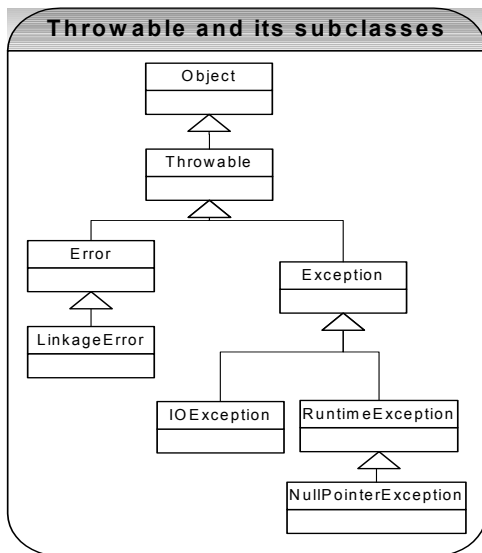 Throwable and its subclasses
Object
Throwable
Error
Exception
LinkageError
IOException
RuntimeException
NullPointerException